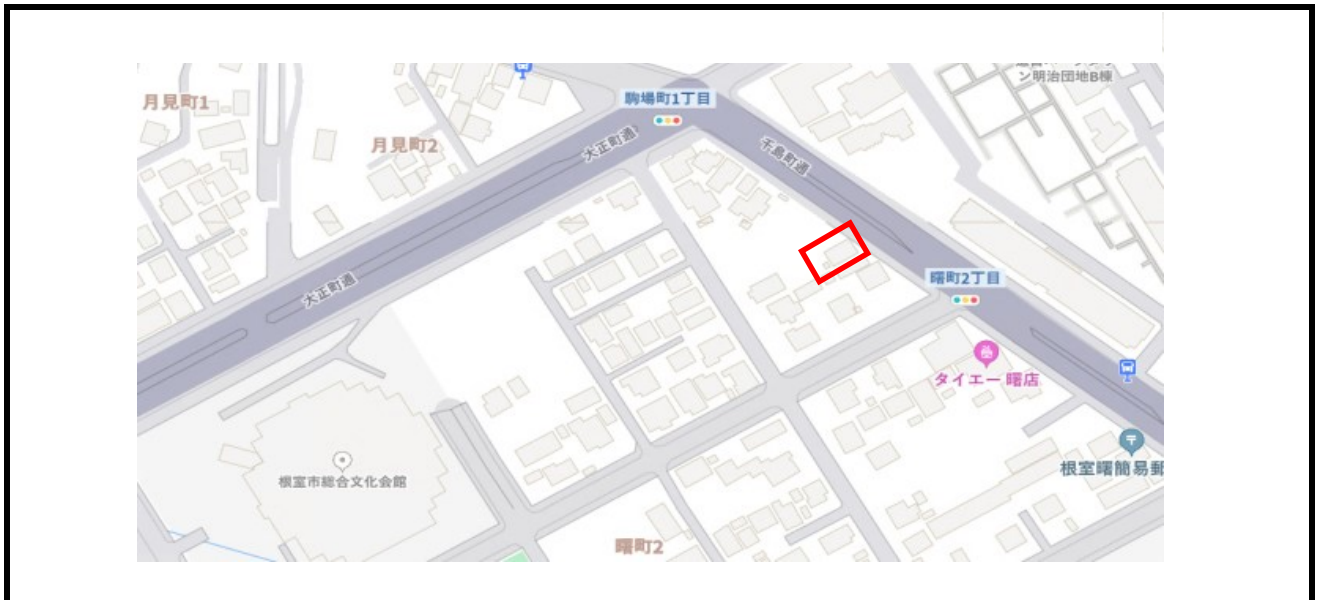 ン明治団地B棟
月見町1
駒場町1丁目
月見町2
大正町通
千島町通
曙町2丁目
大正町通
タイエー 曙店
根室市総合文化会館
根室曙簡易郵
曙町2